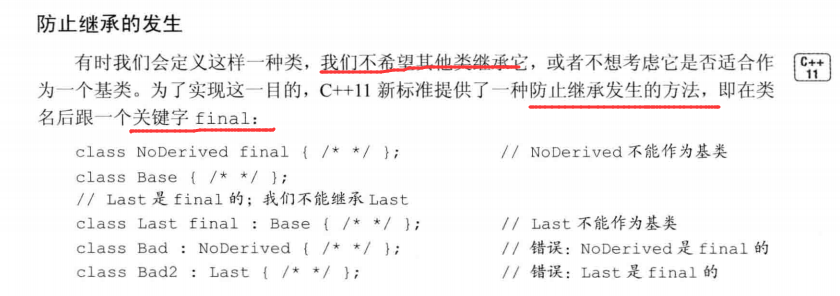 防止继承的发生
有时我们会定义这样一种类，我们不希望其他类继承它，或者不想考虑它是否适合作
为一个基类。为了实现这一目的，C++11 新标准提供了一种防止继承发生的方法，即在类
名后跟一个关键字 final：
C++
11
class NoDerived final { /* */ }; // NoDerived 不能作为基类
class Base { /* */ };
// Last 是 final 的；我们不能继承 Last
class Last final : Base { /* */ }; // Last 不能作为基类
class Bad : NoDerived { /* */ }; // 错误：NoDerived 是 final 的
class Bad2 : Last { /* */ }; // 错误：Last 是 final 的